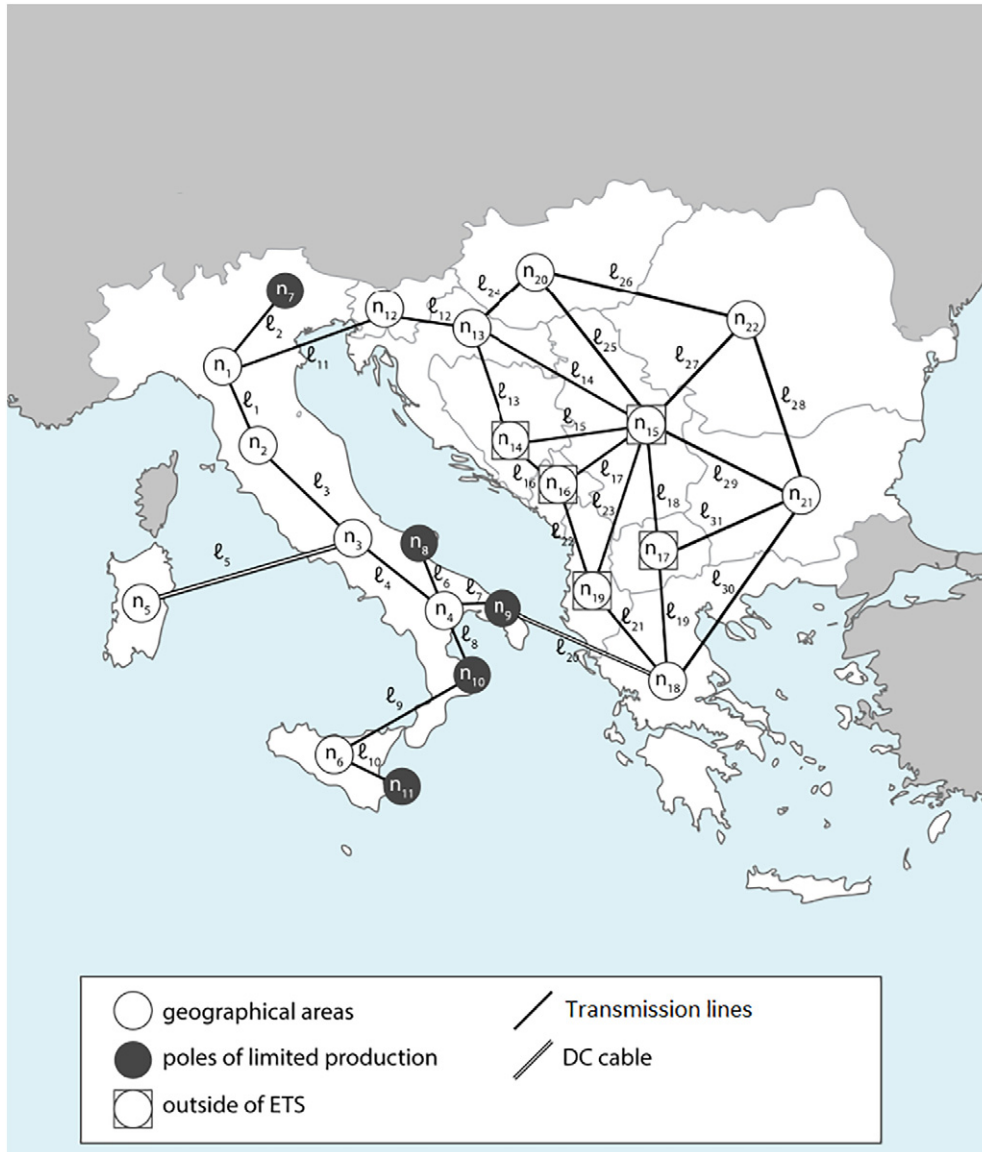 n20
ℓ26
ℓ24
n7
n12
ℓ12
n13
n22
ℓ2
ℓ25
ℓ11
ℓ27
n1
ℓ14
ℓ13
ℓ28
ℓ1
ℓ15
n15
n2
n14
ℓ16
n16
ℓ17
ℓ29
ℓ3
n21
ℓ23
ℓ18
ℓ31
ℓ22
n3
n8
n17
ℓ5
ℓ4
ℓ6
ℓ7
ℓ30
n5
n19
n4
n9
ℓ21
ℓ19
ℓ8
ℓ20
n10
n18
ℓ9
n6
ℓ10
n11
geographical areas
Transmission lines
poles of limited production
DC cable
outside of ETS